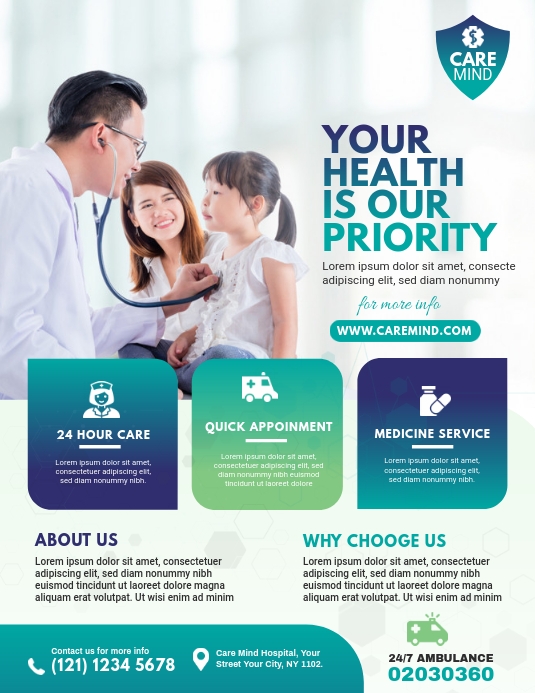 CARE
MIND
YOUR
HEALTH
IS OUR
PRIORITY
Lorem ipsum dolor sit amet, consecte
adipiscing elit, sed diam nonummy
for more info
WWW.CAREMIND.COM
24 HOUR CARE
Lorem ipsum dolor sit amet,
consectetuer adipiscing elit,
sed diam nonummy nibh.
QUICK APPOINMENT
Lorem ipsum dolor sit amet,
consectetuer adipiscing elit, sed
diam nonummy nibh euismod
tincidunt ut laoreet dolore
MEDICINE SERVICE
Lorem ipsum dolor sit amet,
consectetuer adipiscing elit,
sed diam nonummy nibh.
ABOUT US
Lorem ipsum dolor sit amet, consectetuer
adipiscing elit, sed diam nonummy nibh
euismod tincidunt ut laoreet dolore magna
aliquam erat volutpat. Ut wisi enim ad minim
WHY CHOOGE US
Lorem ipsum dolor sit amet, consectetuer
adipiscing elit, sed diam nonummy nibh
euismod tincidunt ut laoreet dolore magna
aliquam erat volutpat. Ut wisi enim ad minim
Contact us for more info
(121) 1234 5678
Care Mind Hospital, Your
Street Your City, NY 1102.
24/7 AMBULANCE
02030360